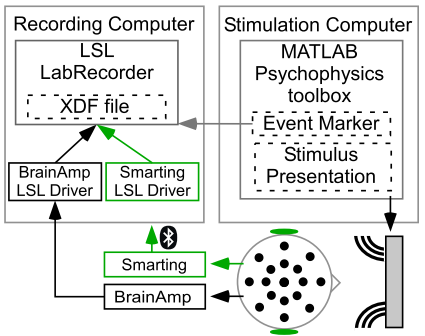 Recording Computer
LSL
LabRecorder
XDF file
BrainAmp
LSL Driver
Smarting
LSL Driver
Stimulation Computer
MATLAB
Psychophysics
toolbox
Event Marker
Stimulus
Presentation
Smarting
BrainAmp